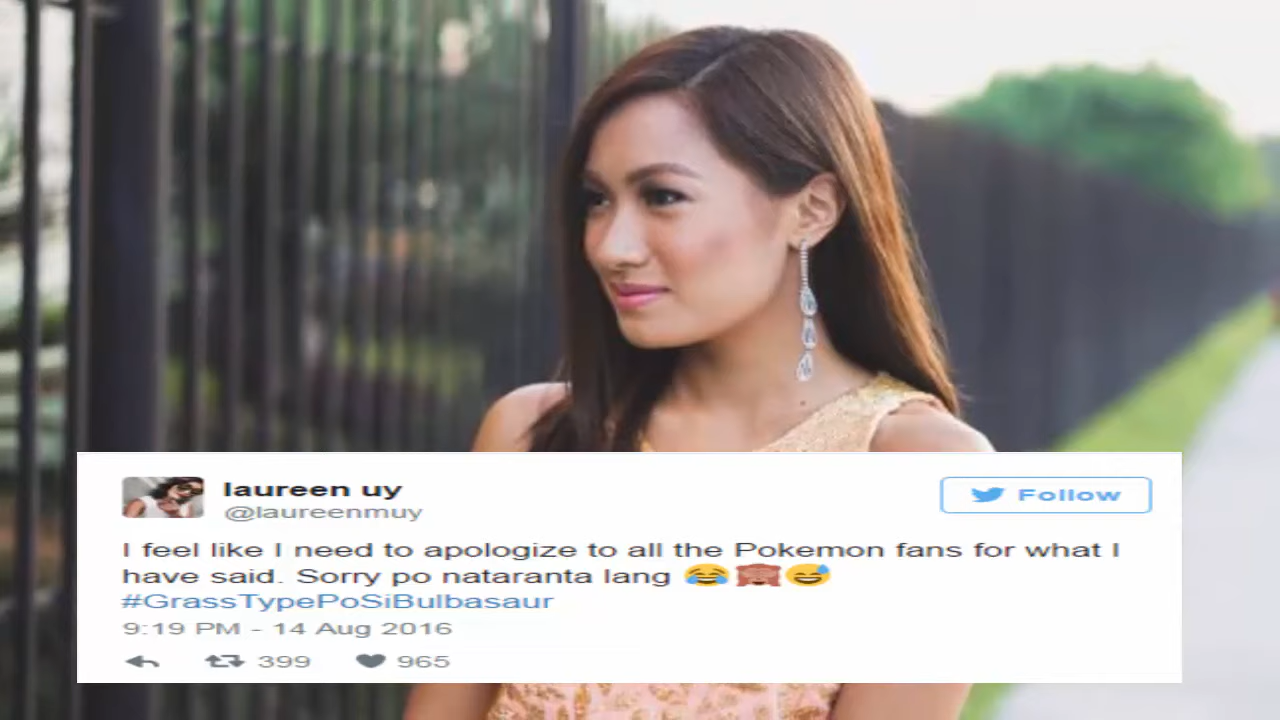 laureen uy
@laureenmuy
Follow
I feel like I need to apologize to all the Pokemon fans for what I
have said. Sorry po nataranta lang 😂🙈😅
#GrassTypePoSiBulbasaur
9:19 PM - 14 Aug 2016
399 965